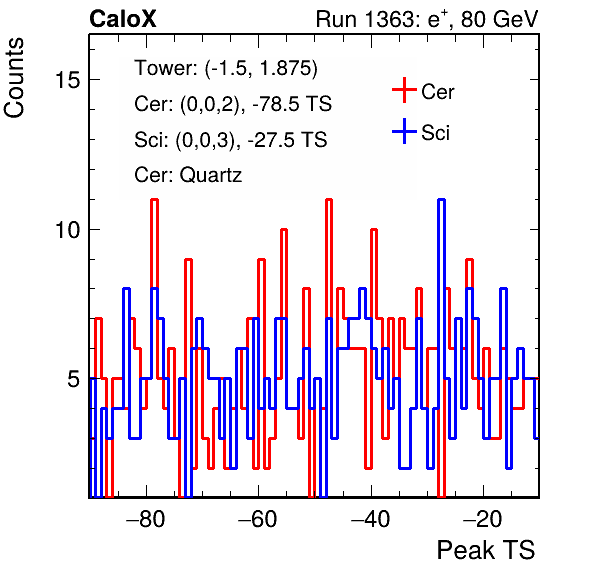 CaloX Run 1363: e⁺, 80 GeV
Counts
Tower: (-1.5, 1.875)
Cer: (0,0,2), -78.5 TS
Sci: (0,0,3), -27.5 TS
Cer: Quartz
Cer
Sci
15
10
5
−80 −60 −40 −20
Peak TS